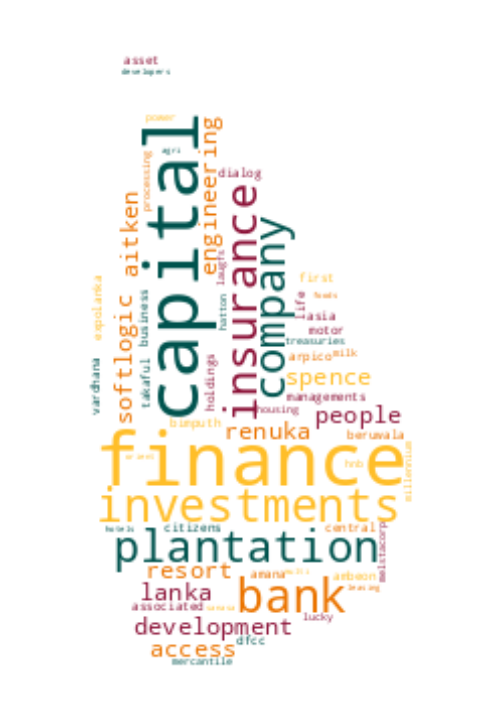 asset
developers
power
capital
engineering
agri
processing
dialog
insurance
aitken
company
laughs
expolanka
first
softlogic
business
hatton
life
foods
asia
motor
treasuries
vardhana
takaful
holdings
arpico
milk
spence
managements
housing
people
bimputh
renuka
beruwala
finance
orient
hnb
millennium
investments
hotels
citizens
central
plantation
melstacorp
resort
amana
ambeon
lanka
bank
leasing
associated
lucky
development
dfcc
access
mercantile